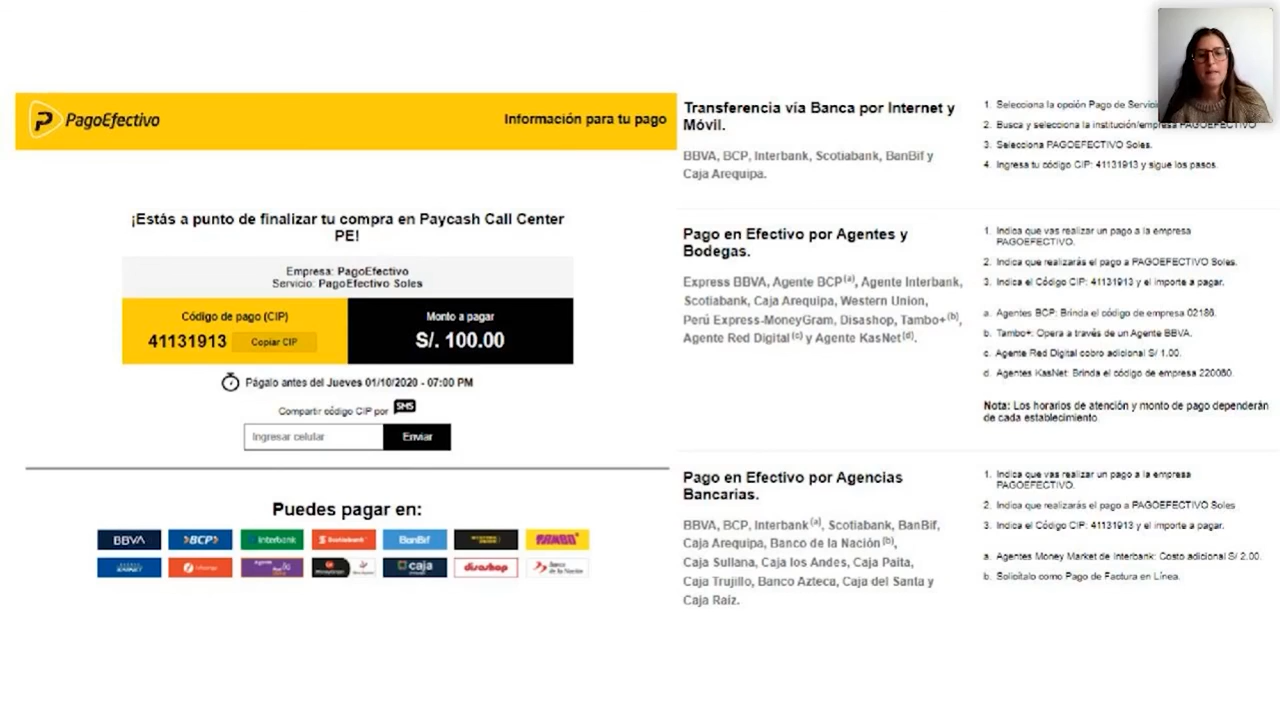 PagoEfectivo
Información para tu pago
¡Estás a punto de finalizar tu compra en Paycash Call Center
PE!
Empresa: PagoEfectivo
Servicio: PagoEfectivo Soles
Código de pago (CIP)
41131913
Copiar CIP
Monto a pagar
S/. 100.00
Págalo antes del Jueves 01/10/2020 - 07:00 PM
Compartir código CIP por SMS
Ingresar celular
Enviar
Puedes pagar en:
BBVA BCP Interbank Scotiabank BanBif WESTERN UNION TAMBO+
KASNET caja disashop Banco de la Nación
Transferencia vía Banca por Internet y
Móvil.
BBVA, BCP, Interbank, Scotiabank, BanBif y
Caja Arequipa.
1. Selecciona la opción Pago de
2. Busca y selecciona la institución/empresa PAGOEFECTIVO
3. Selecciona PAGOEFECTIVO Soles.
4. Ingresa tu código CIP: 41131913 y sigue los pasos.
Pago en Efectivo por Agentes y
Bodegas.
Express BBVA, Agente BCP(a), Agente Interbank,
Scotiabank, Caja Arequipa, Western Union,
Perú Express-MoneyGram, Disashop, Tambo+(b),
Agente Red Digital(c) y Agente KasNet(d).
1. Indica que vas realizar un pago a la empresa
PAGOEFECTIVO.
2. Indica que realizarás el pago a PAGOEFECTIVO Soles.
3. Indica el Código CIP: 41131913 y el importe a pagar.
a. Agentes BCP: Brinda el código de empresa 02186.
b. Tambo+: Opera a través de un Agente BBVA.
c. Agente Red Digital cobro adicional S/ 1.00.
d. Agentes KasNet: Brinda el código de empresa 220060.
Nota: Los horarios de atención y monto de pago dependerán
de cada establecimiento.
Pago en Efectivo por Agencias
Bancarias.
BBVA, BCP, Interbank(a), Scotiabank, BanBif,
Caja Arequipa, Banco de la Nación(b),
Caja Sullana, Caja los Andes, Caja Paita,
Caja Trujillo, Banco Azteca, Caja del Santa y
Caja Raíz.
1. Indica que vas realizar un pago a la empresa
PAGOEFECTIVO.
2. Indica que realizarás el pago a PAGOEFECTIVO Soles
3. Indica el Código CIP: 41131913 y el importe a pagar.
a. Agentes Money Market de Interbank: Costo adicional S/ 2.00.
b. Solicítalo como Pago de Factura en Línea.